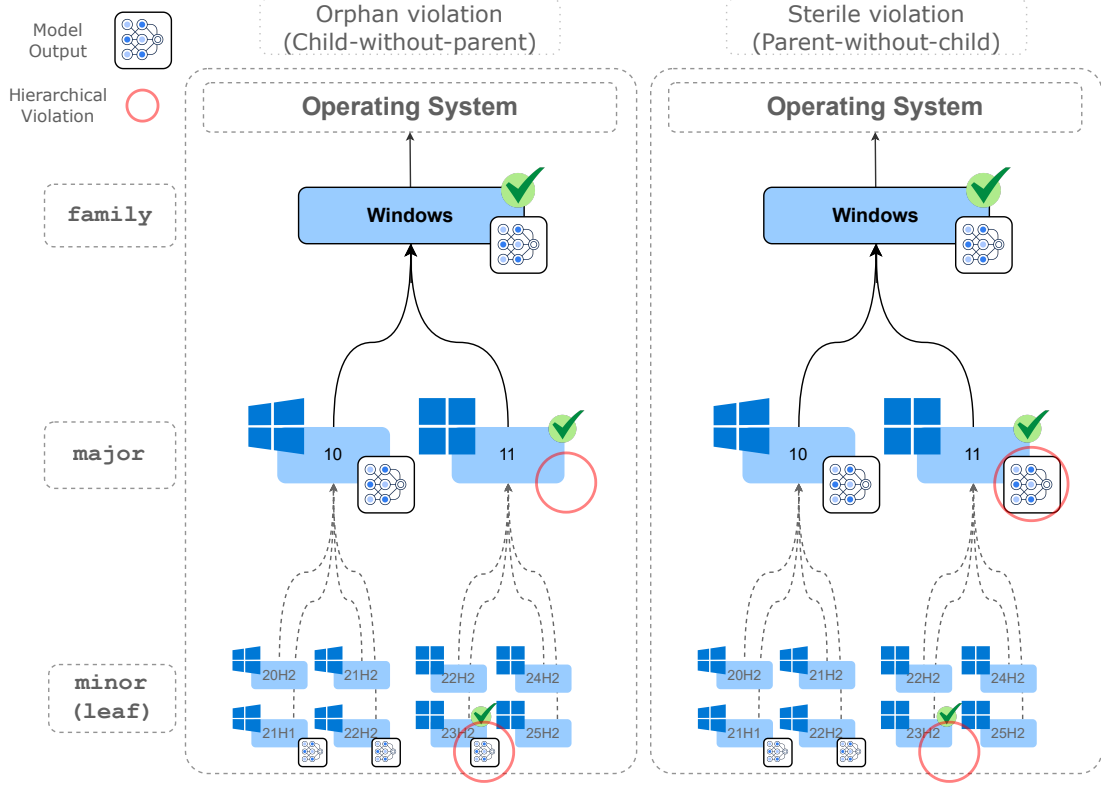 Model
Output
Hierarchical
Violation
Orphan violation
(Child-without-parent)
Sterile violation
(Parent-without-child)
Operating System
Operating System
family
Windows
Windows
major
10
11
10
11
minor
(leaf)
20H2
21H2
22H2
24H2
21H1
22H2
23H2
25H2
20H2
21H2
22H2
24H2
21H1
22H2
23H2
25H2